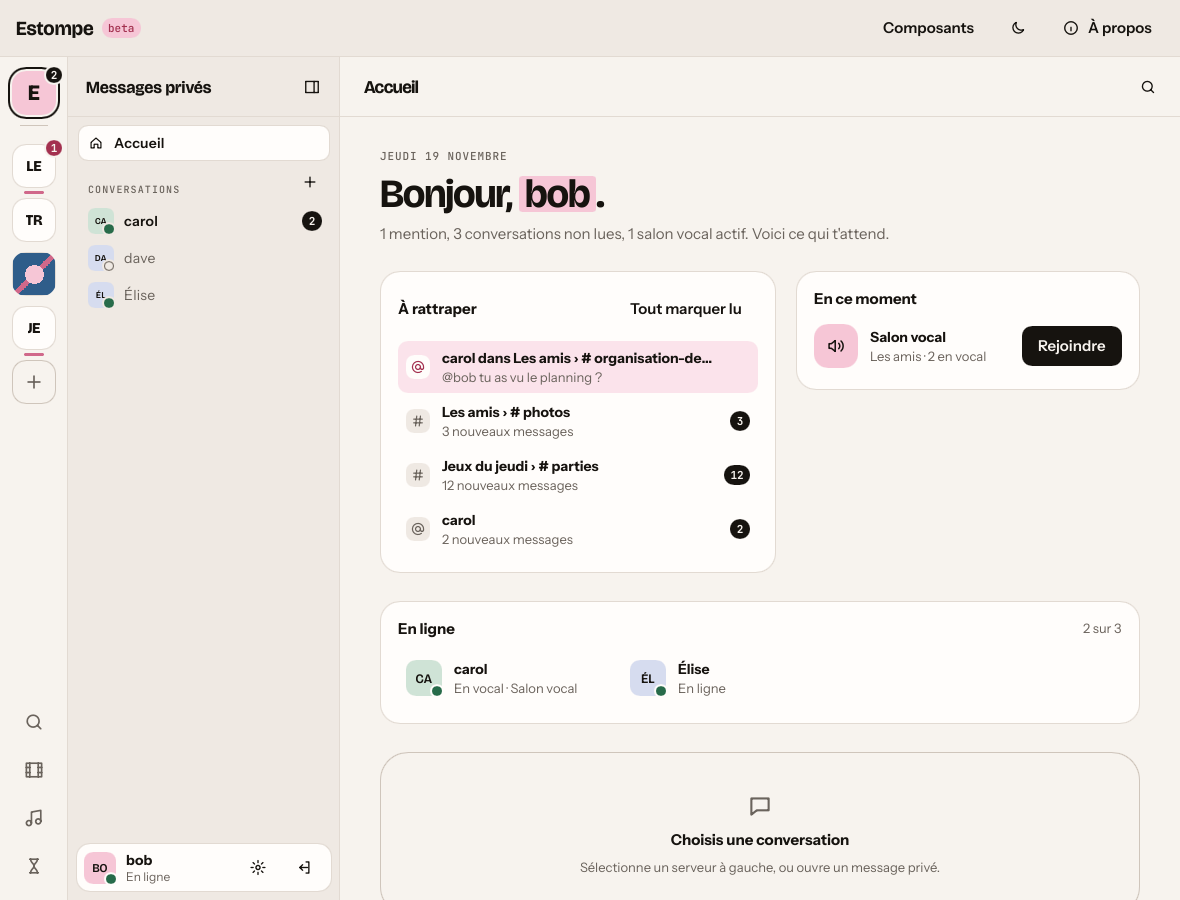 Estompe beta
Composants
À propos
E
2
LE
1
TR
JE
Messages privés
Accueil
CONVERSATIONS
CA
carol
2
DA
dave
ÉL
Élise
BO
bob
En ligne
Accueil
JEUDI 19 NOVEMBRE
Bonjour, bob.
1 mention, 3 conversations non lues, 1 salon vocal actif. Voici ce qui t'attend.
À rattraper
Tout marquer lu
carol dans Les amis › # organisation-de…
@bob tu as vu le planning ?
Les amis › # photos
3 nouveaux messages
3
Jeux du jeudi › # parties
12 nouveaux messages
12
carol
2 nouveaux messages
2
En ce moment
Salon vocal
Les amis · 2 en vocal
Rejoindre
En ligne
2 sur 3
CA
carol
En vocal · Salon vocal
ÉL
Élise
En ligne
Choisis une conversation
Sélectionne un serveur à gauche, ou ouvre un message privé.